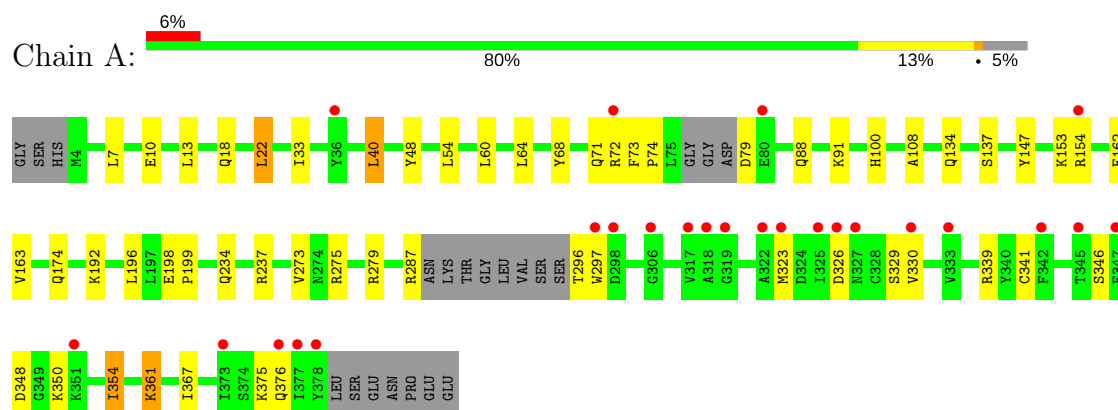 6%
Chain A:
80% 13% • 5%
GLY SER HIS M4 L7 E10 L13 Q18 L22 I33 Y36 L40 Y48 L54 L60 L64 Y68 Q71 R72 F73 P74 L75 GLY GLY ASP D79 E80 Q88 K91 H100 A108 Q134 S137 Y147 K153 R154
V163 Q174 K192 L196 L197 E198 P199 Q234 R237 V273 N274 R275 R279 R287 ASN LYS THR GLY LEU VAL SER SER T296 W297 D298 G306 V317 A318 G319 A322 M323 D324 I325 D326 N327 C328 S329 V330 V333 R339 Y340 C341 F342 T345 S346
D348 G349 K350 K351 I354 K361 I367 I373 S374 K375 Q376 I377 Y378 LEU SER GLU ASN PRO GLU GLU